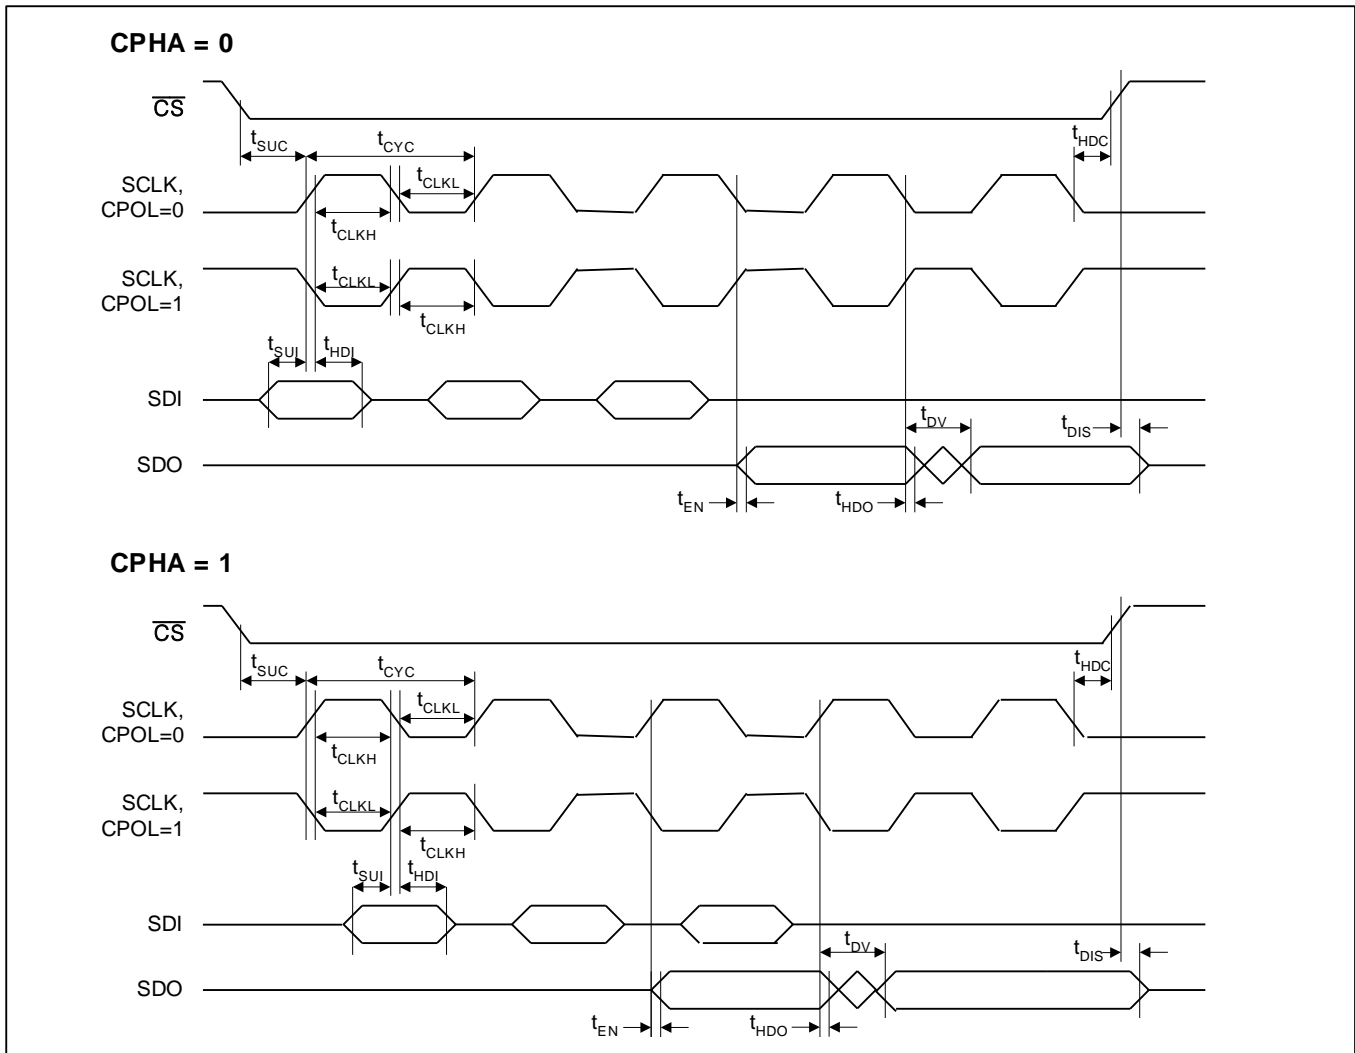 CPHA = 0
CS
tSUC
tCYC
tHDC
SCLK,
CPOL=0
tCLKL
tCLKH
SCLK,
CPOL=1
tCLKL
tCLKH
tSUI
tHDI
SDI
tDV
tDIS
SDO
tEN
tHDO
CPHA = 1
CS
tSUC
tCYC
tHDC
SCLK,
CPOL=0
tCLKL
tCLKH
SCLK,
CPOL=1
tCLKL
tCLKH
tSUI
tHDI
SDI
tDV
tDIS
SDO
tEN
tHDO